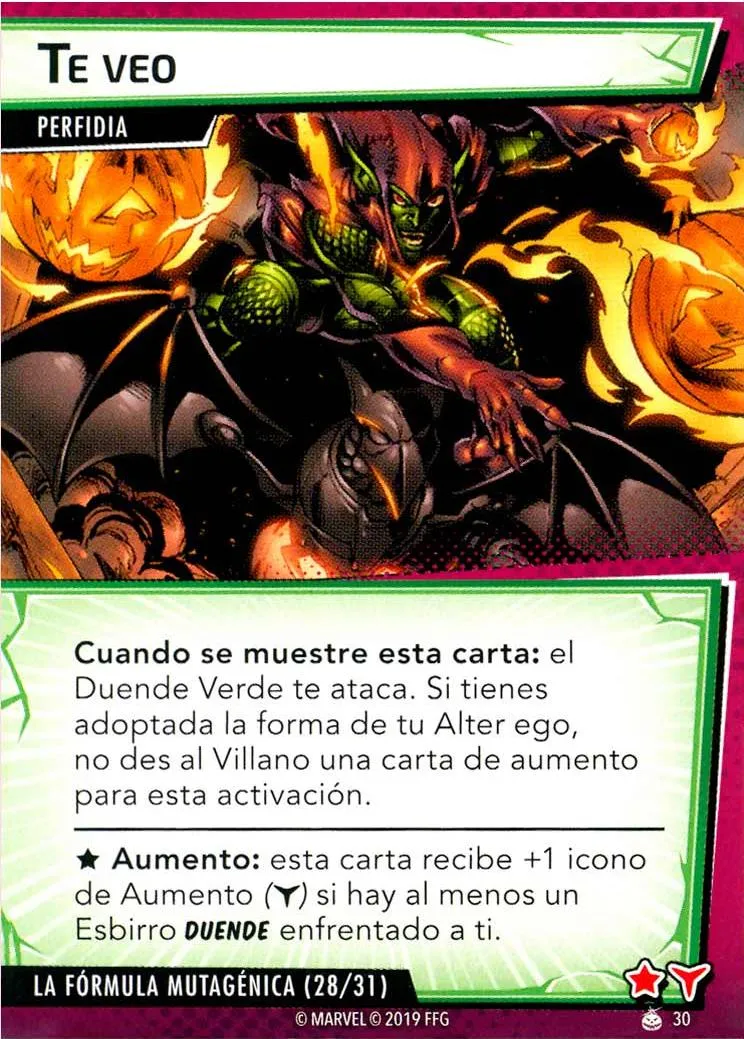 Te veo
PERFIDIA
Cuando se muestre esta carta: el
Duende Verde te ataca. Si tienes
adoptada la forma de tu Alter ego,
no des al Villano una carta de aumento
para esta activación.
★ Aumento: esta carta recibe +1 icono
de Aumento () si hay al menos un
Esbirro DUENDE enfrentado a ti.
LA FÓRMULA MUTAGÉNICA (28/31)
© MARVEL © 2019 FFG
30